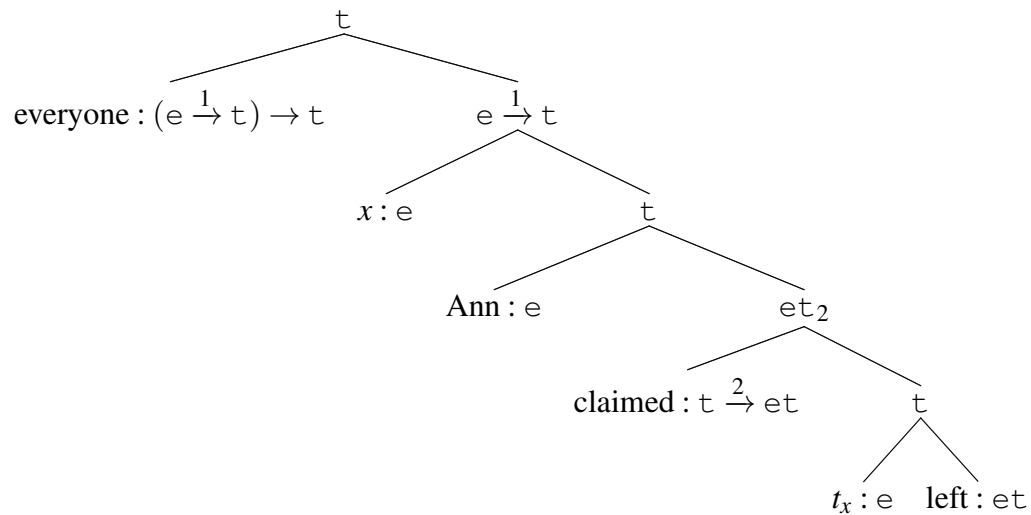 t
everyone : (e 1→ t) → t e 1→ t
x : e t
Ann : e et₂
claimed : t 2→ et t
tₓ : e left : et